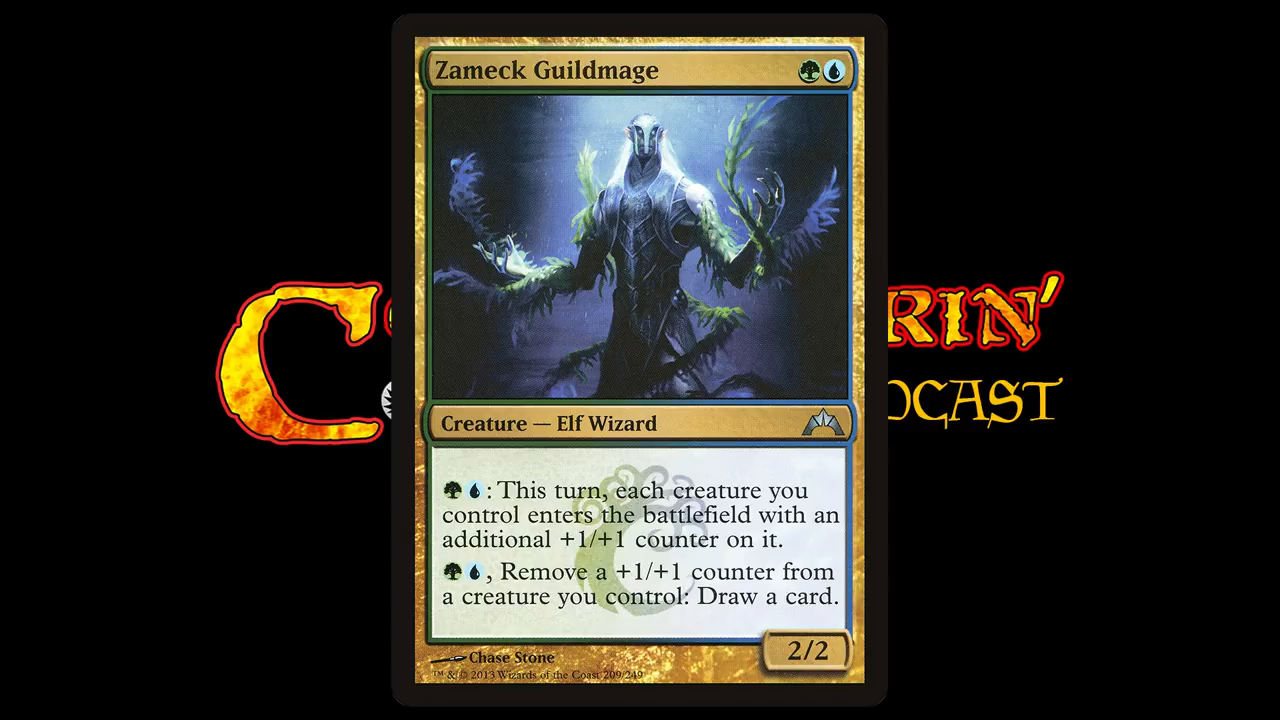 Zameck Guildmage
Creature — Elf Wizard
: This turn, each creature you
control enters the battlefield with an
additional +1/+1 counter on it.
, Remove a +1/+1 counter from
a creature you control: Draw a card.
2/2
Chase Stone
™ & © 2013 Wizards of the Coast 209/249